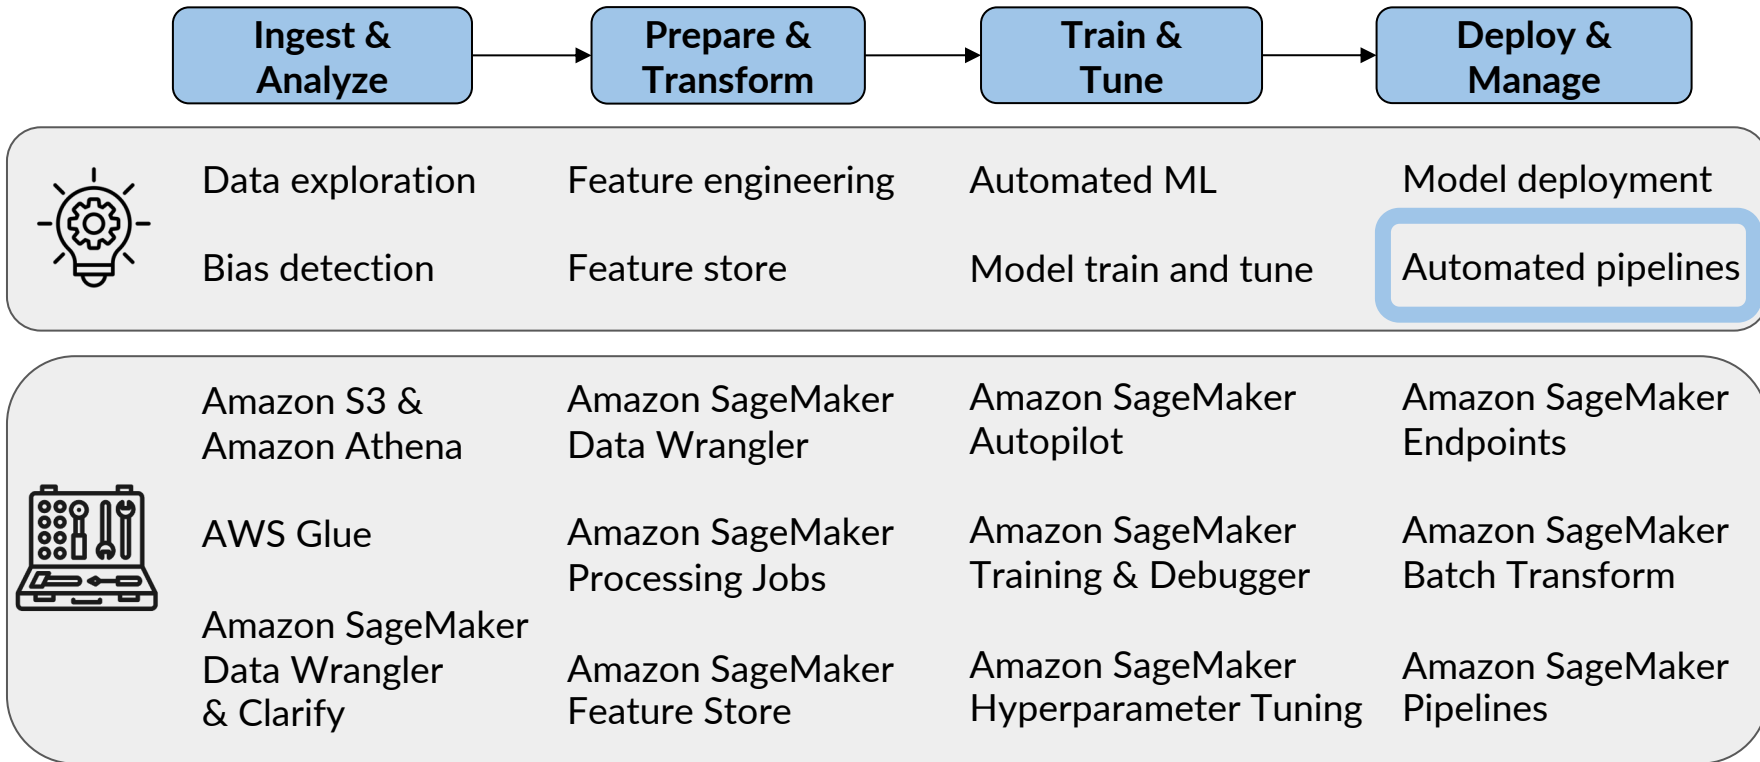 Ingest &
Analyze
Prepare &
Transform
Train &
Tune
Deploy &
Manage
Data exploration
Feature engineering
Automated ML
Model deployment
Bias detection
Feature store
Model train and tune
Automated pipelines
Amazon S3 &
Amazon Athena
Amazon SageMaker
Data Wrangler
Amazon SageMaker
Autopilot
Amazon SageMaker
Endpoints
AWS Glue
Amazon SageMaker
Processing Jobs
Amazon SageMaker
Training & Debugger
Amazon SageMaker
Batch Transform
Amazon SageMaker
Data Wrangler
& Clarify
Amazon SageMaker
Feature Store
Amazon SageMaker
Hyperparameter Tuning
Amazon SageMaker
Pipelines